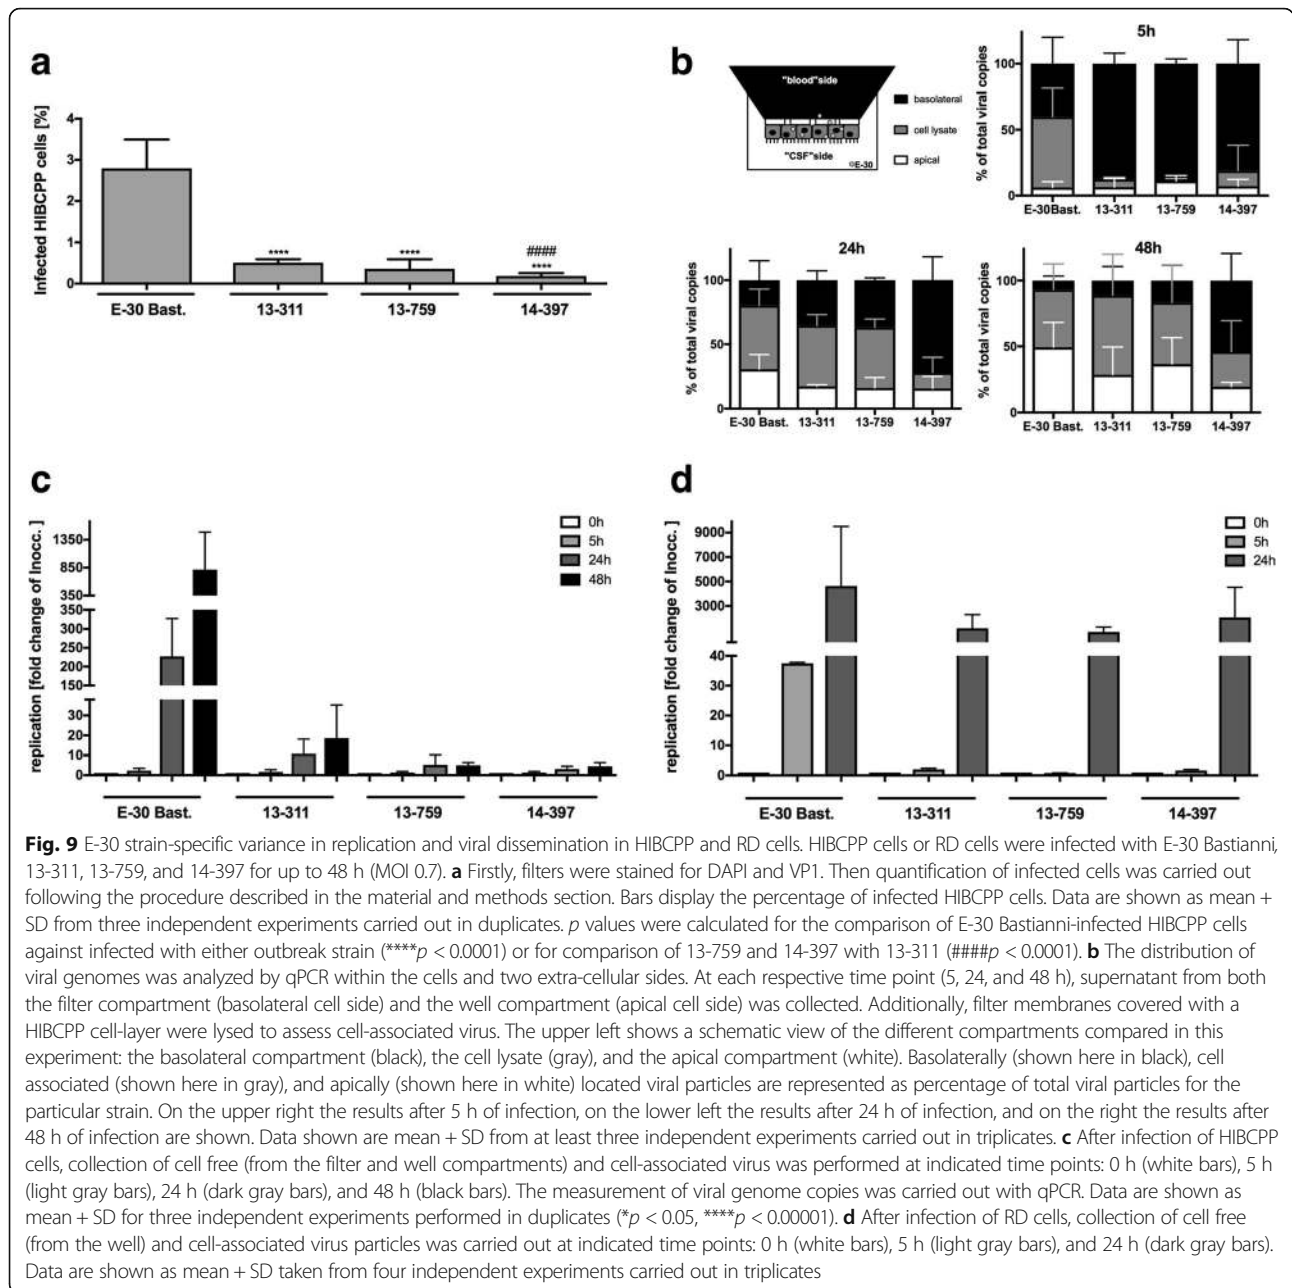 a
Infected HIBCPP cells [%]
4
3
2
1
0
****
****
####
****
E-30 Bast.
13-311
13-759
14-397
b
"blood"side
"CSF"side
E-30
basolateral
cell lysate
apical
5h
% of total viral copies
100
50
0
E-30Bast.
13-311
13-759
14-397
24h
% of total viral copies
100
50
0
E-30 Bast.
13-311
13-759
14-397
48h
% of total viral copies
100
50
0
E-30 Bast.
13-311
13-759
14-397
c
replication [fold change of Inocc. ]
1350
850
350
350
300
250
200
150
30
20
10
0
0h
5h
24h
48h
E-30 Bast.
13-311
13-759
14-397
d
replication [fold change of Inocc. ]
9000
7000
5000
3000
40
30
20
10
0
0h
5h
24h
E-30 Bast.
13-311
13-759
14-397
Fig. 9 E-30 strain-specific variance in replication and viral dissemination in HIBCPP and RD cells. HIBCPP cells or RD cells were infected with E-30 Bastianni,
13-311, 13-759, and 14-397 for up to 48 h (MOI 0.7). a Firstly, filters were stained for DAPI and VP1. Then quantification of infected cells was carried out
following the procedure described in the material and methods section. Bars display the percentage of infected HIBCPP cells. Data are shown as mean +
SD from three independent experiments carried out in duplicates. p values were calculated for the comparison of E-30 Bastianni-infected HIBCPP cells
against infected with either outbreak strain (****p < 0.0001) or for comparison of 13-759 and 14-397 with 13-311 (####p < 0.0001). b The distribution of
viral genomes was analyzed by qPCR within the cells and two extra-cellular sides. At each respective time point (5, 24, and 48 h), supernatant from both
the filter compartment (basolateral cell side) and the well compartment (apical cell side) was collected. Additionally, filter membranes covered with a
HIBCPP cell-layer were lysed to assess cell-associated virus. The upper left shows a schematic view of the different compartments compared in this
experiment: the basolateral compartment (black), the cell lysate (gray), and the apical compartment (white). Basolaterally (shown here in black), cell
associated (shown here in gray), and apically (shown here in white) located viral particles are represented as percentage of total viral particles for the
particular strain. On the upper right the results after 5 h of infection, on the lower left the results after 24 h of infection, and on the right the results after
48 h of infection are shown. Data shown are mean + SD from at least three independent experiments carried out in triplicates. c After infection of HIBCPP
cells, collection of cell free (from the filter and well compartments) and cell-associated virus was performed at indicated time points: 0 h (white bars), 5 h
(light gray bars), 24 h (dark gray bars), and 48 h (black bars). The measurement of viral genome copies was carried out with qPCR. Data are shown as
mean + SD for three independent experiments performed in duplicates (*p < 0.05, ****p < 0.00001). d After infection of RD cells, collection of cell free
(from the well) and cell-associated virus particles was carried out at indicated time points: 0 h (white bars), 5 h (light gray bars), and 24 h (dark gray bars).
Data are shown as mean + SD taken from four independent experiments carried out in triplicates